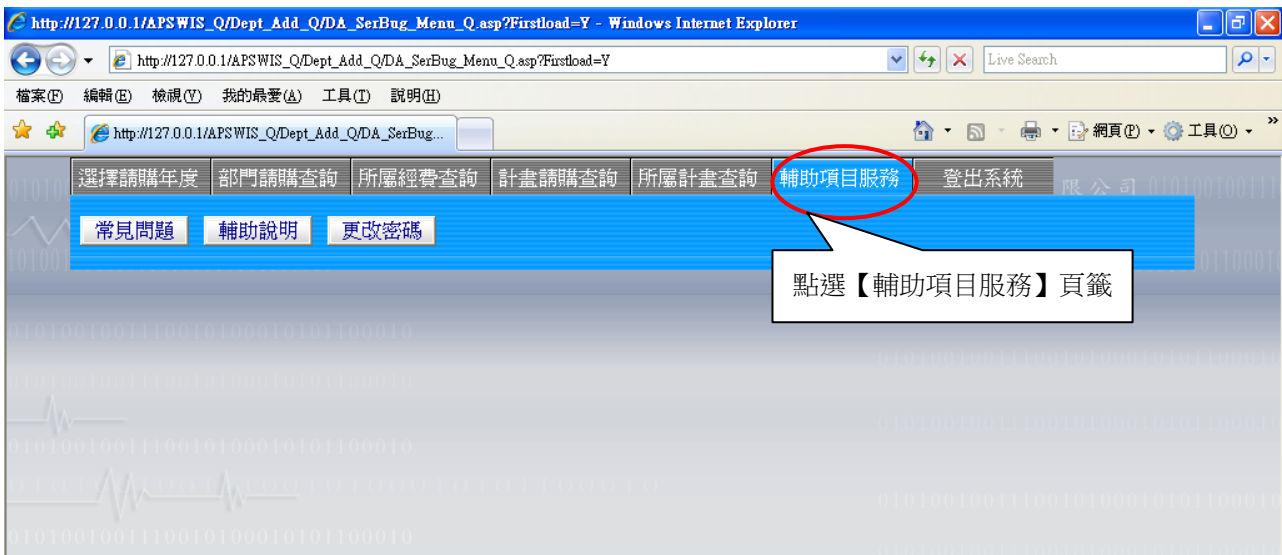 http://127.0.0.1/APSWIS_Q/Dept_Add_Q/DA_SerBug_Menu_Q.asp?Firstload=Y - Windows Internet Explorer
http://127.0.0.1/APSWIS_Q/Dept_Add_Q/DA_SerBug_Menu_Q.asp?Firstload=Y Live Search
檔案(F) 編輯(E) 檢視(V) 我的最愛(A) 工具(T) 說明(H)
http://127.0.0.1/APSWIS_Q/Dept_Add_Q/DA_SerBug... 網頁(P) 工具(O) »
選擇請購年度 部門請購查詢 所屬經費查詢 計畫請購查詢 所屬計畫查詢 輔助項目服務 登出系統 限公司
常見問題 輔助說明 更改密碼
點選【輔助項目服務】頁籤